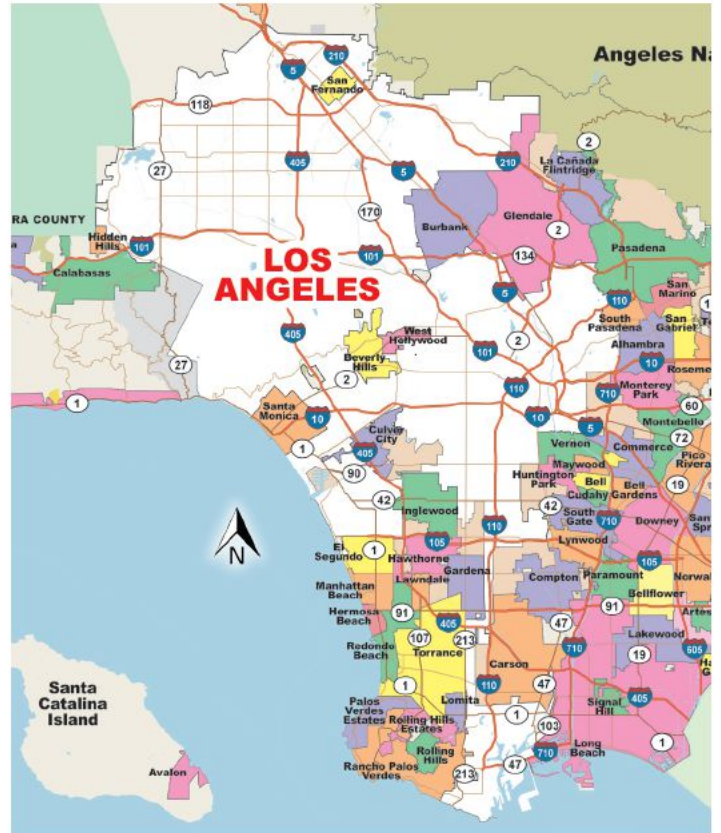 210
5
Angeles Na
San
Fernando
118
2
405
210
La Cañada
Flintridge
27
5
170
Glendale
RA COUNTY
Burbank
2
Hidden
Hills
101
101
134
Pasadena
LOS
ANGELES
Calabasas
5
San
Marino
110
South
Pasadena
San
Gabriel
405
West
Hollywood
2
Alhambra
101
Beverly
Hills
27
2
10
Roseme
110
710
Monterey
Park
1
Santa
Monica
10
10
60
5
Montebello
Culver
City
Vernon
Commerce
72
1
405
Maywood
Pico
Rivera
90
Huntington
Park
Bell
Bell
Gardens
19
42
Cudahy
Inglewood
42
South
Gate
San
Spr
110
710
Downey
El
Segundo
1
105
Lynwood
Hawthorne
105
Gardena
Manhattan
Beach
Lawndale
Compton
Paramount
Norwal
Bellflower
Hermosa
Beach
91
91
Artes
405
47
107
213
Lakewood
Redondo
Beach
Torrance
710
19
605
Carson
Ha
G
Santa
Catalina
Island
1
110
47
405
Palos
Verdes
Estates
Lomita
Signal
Hill
1
Rolling Hills
Estates
103
Rolling
Hills
710
Long
Beach
1
Avalon
Rancho Palos
Verdes
213
47